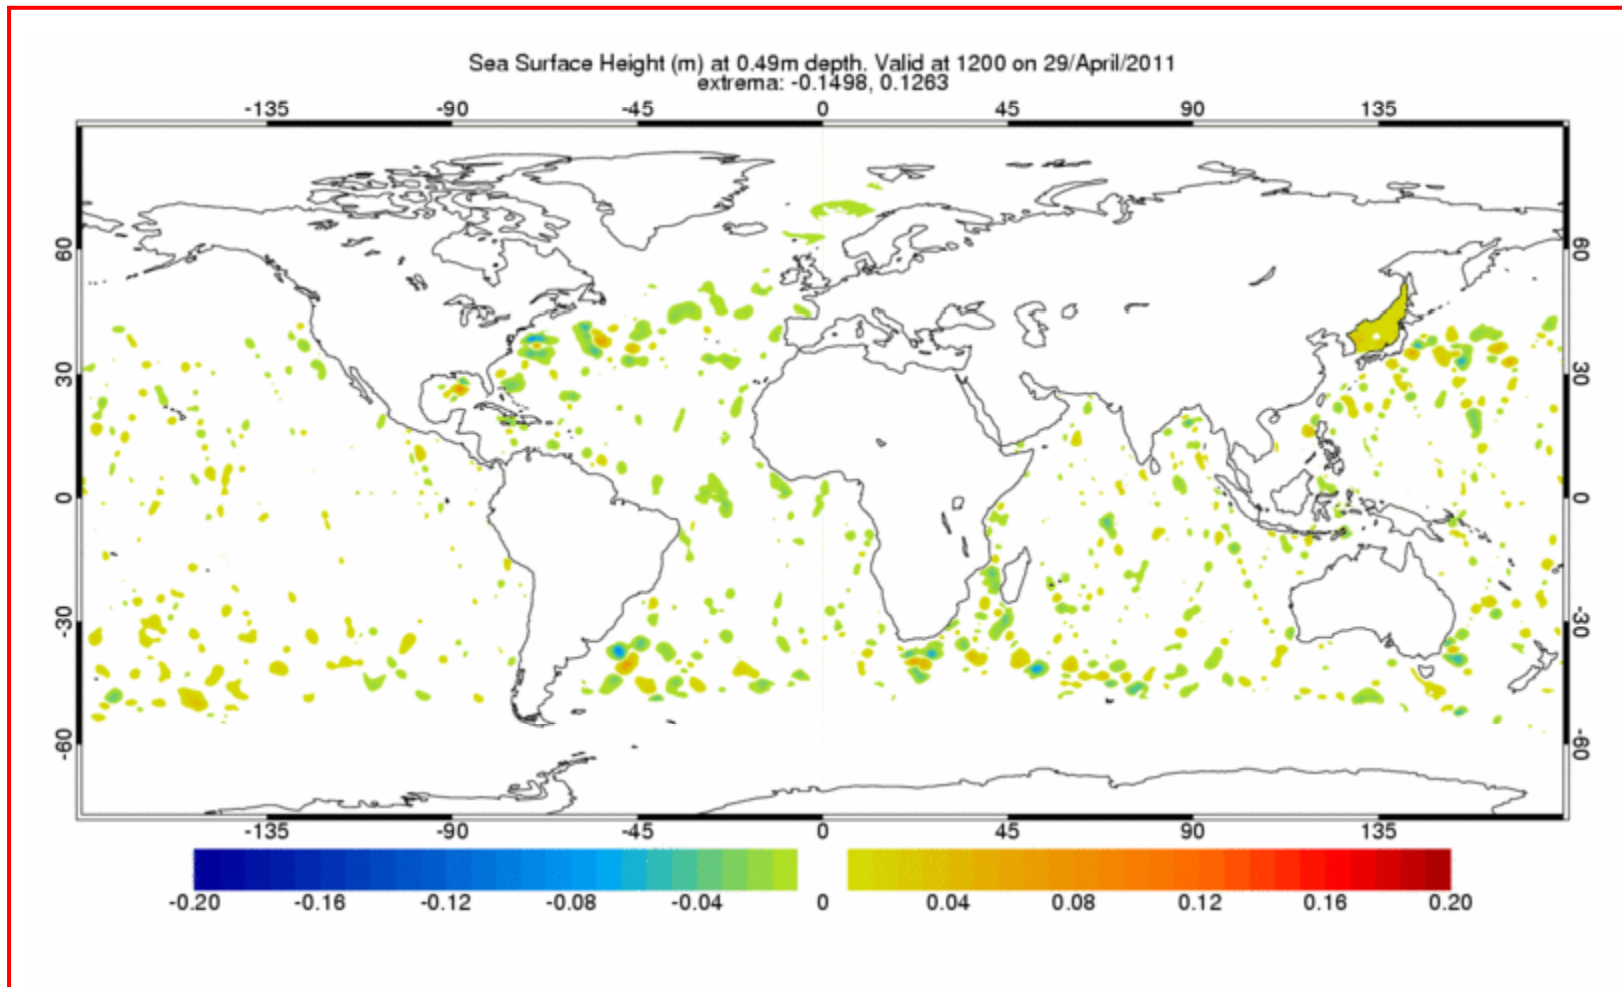 Sea Surface Height (m) at 0.49m depth. Valid at 1200 on 29/April/2011
extrema: -0.1498, 0.1263
-135 -90 -45 0 45 90 135
60 60
30 30
0 0
-30 -30
-60 -60
-135 -90 -45 0 45 90 135
-0.20 -0.16 -0.12 -0.08 -0.04 0 0.04 0.08 0.12 0.16 0.20